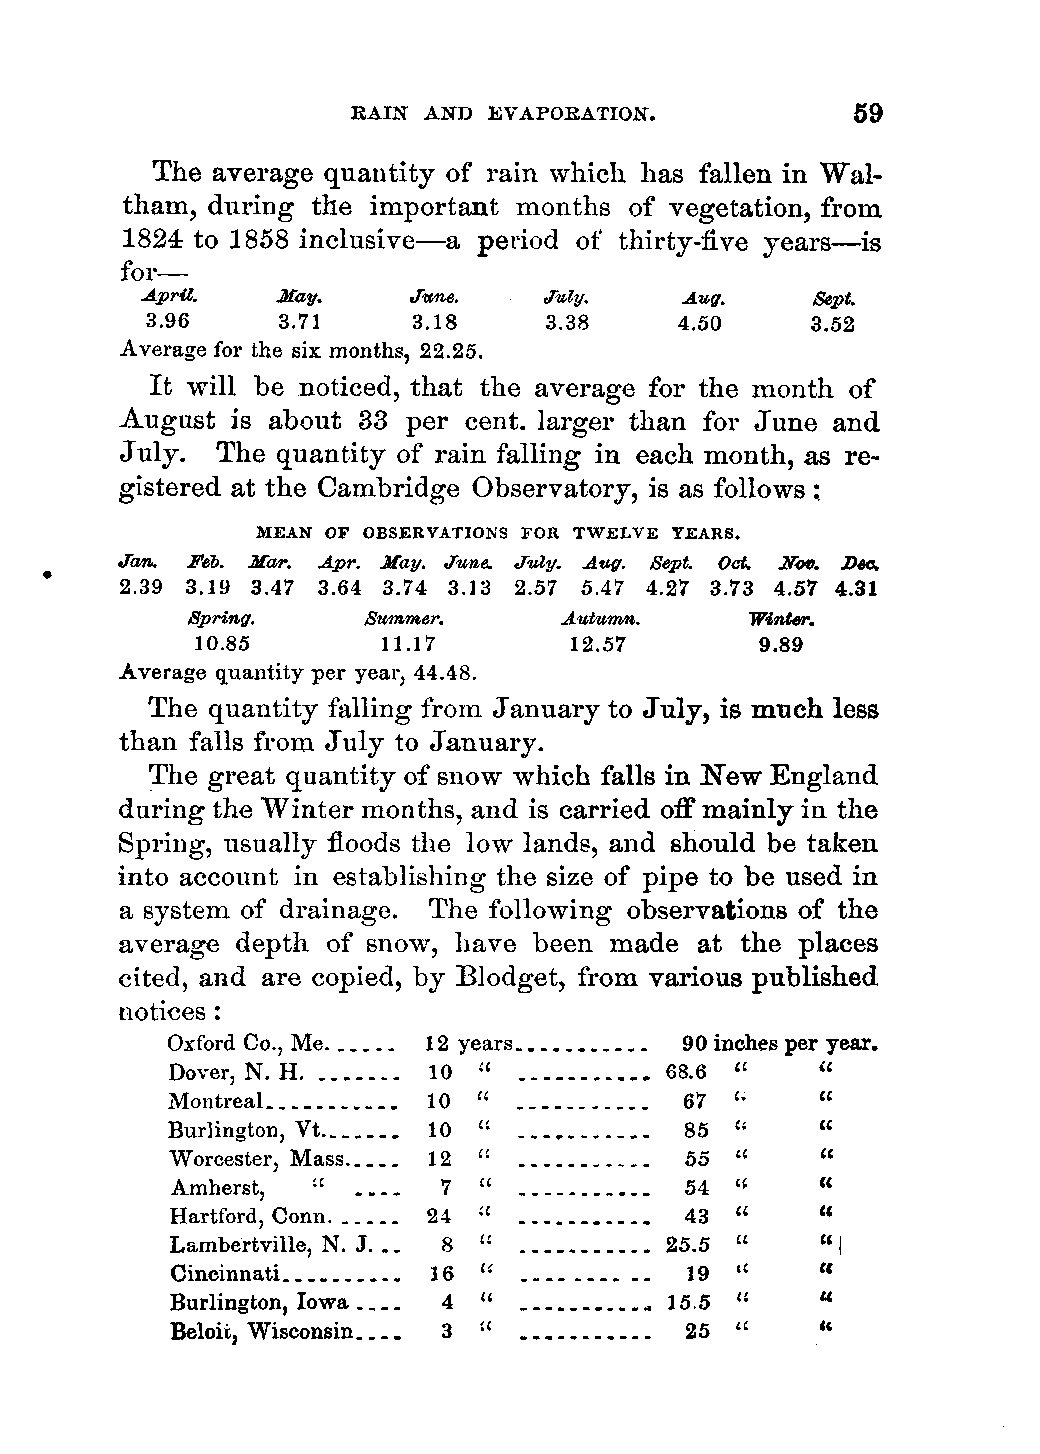 RAIN AND EVAPORATION. 59
The average quantity of rain which has fallen in Wal-
tham, during the important months of vegetation, from
1824 to 1858 inclusive—a period of thirty-five years—is
for—
April. May. June. July. Aug. Sept.
3.96 3.71 3.18 3.38 4.50 3.52
Average for the six months, 22.25.
It will be noticed, that the average for the month of
August is about 33 per cent. larger than for June and
July. The quantity of rain falling in each month, as re-
gistered at the Cambridge Observatory, is as follows:
MEAN OF OBSERVATIONS FOR TWELVE YEARS.
Jan. Feb. Mar. Apr. May. June. July. Aug. Sept. Oct. Nov. Dec.
2.39 3.19 3.47 3.64 3.74 3.13 2.57 5.47 4.27 3.73 4.57 4.31
Spring. Summer. Autumn. Winter.
10.85 11.17 12.57 9.89
Average quantity per year, 44.48.
The quantity falling from January to July, is much less
than falls from July to January.
The great quantity of snow which falls in New England
during the Winter months, and is carried off mainly in the
Spring, usually floods the low lands, and should be taken
into account in establishing the size of pipe to be used in
a system of drainage. The following observations of the
average depth of snow, have been made at the places
cited, and are copied, by Blodget, from various published
notices:
Oxford Co., Me. ...... 12 years........... 90 inches per year.
Dover, N. H. ....... 10 “ ........... 68.6 “ “
Montreal........... 10 “ ........... 67 “ “
Burlington, Vt....... 10 “ ........... 85 “ “
Worcester, Mass..... 12 “ ........... 55 “ “
Amherst, “ .... 7 “ ........... 54 “ “
Hartford, Conn. ...... 24 “ ........... 43 “ “
Lambertville, N. J. .. 8 “ ........... 25.5 “ “
Cincinnati.......... 16 “ ........... 19 “ “
Burlington, Iowa .... 4 “ ........... 15.5 “ “
Beloit, Wisconsin.... 3 “ ........... 25 “ “